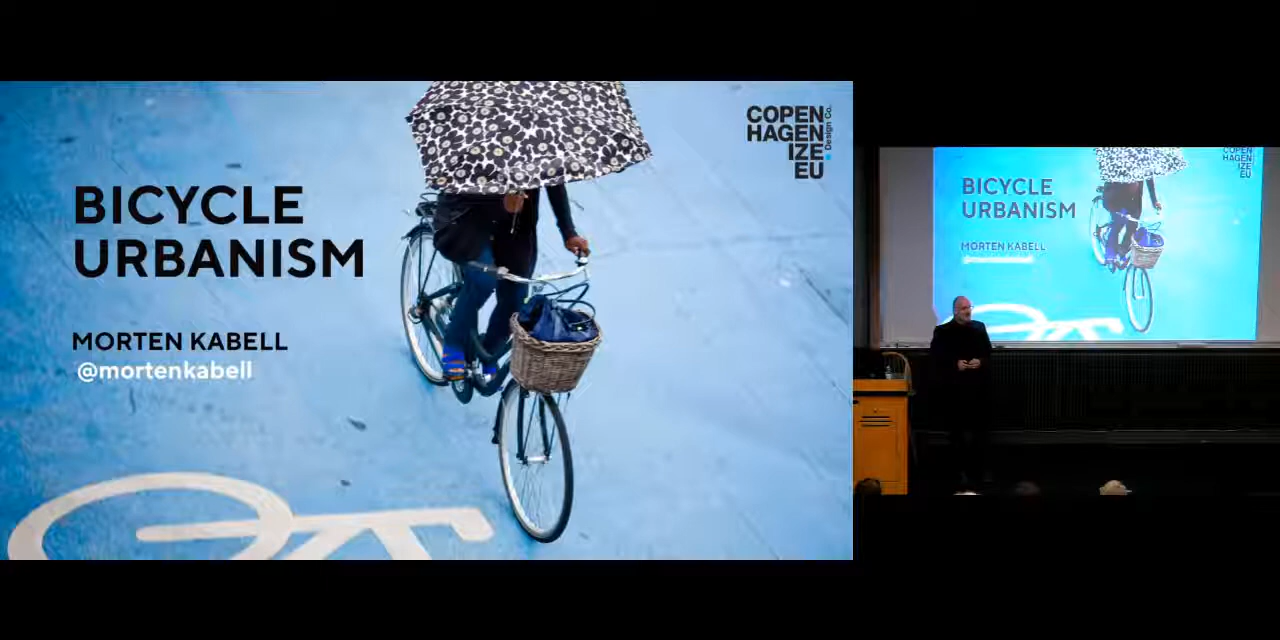 BICYCLE
URBANISM
MORTEN KABELL
@mortenkabell
COPEN
HAGEN
IZE
EU
Design Co.
BICYCLE
URBANISM
MORTEN KABELL
COPEN
HAGEN
IZE
EU